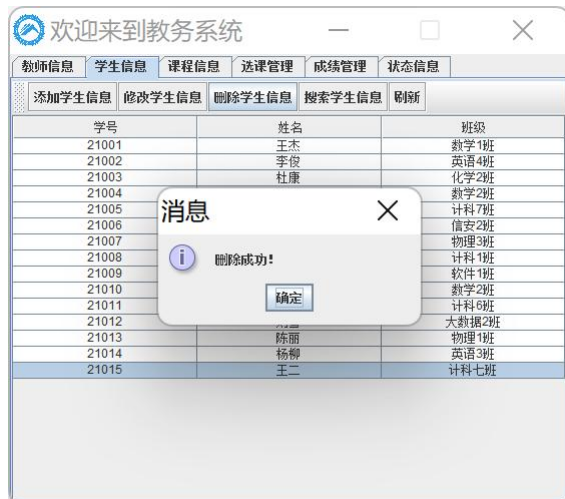 欢迎来到教务系统
教师信息 学生信息 课程信息 选课管理 成绩管理 状态信息
添加学生信息 修改学生信息 删除学生信息 搜索学生信息 刷新
学号 姓名 班级
21001 王杰 数学1班
21002 李俊 英语4班
21003 杜康 化学2班
21004 数学2班
21005 计科7班
21006 信安2班
21007 物理3班
21008 计科1班
21009 软件1班
21010 数学2班
21011 计科6班
21012 大数据2班
21013 陈丽 物理1班
21014 杨柳 英语3班
21015 王二 计科七班
消息
删除成功!
确定